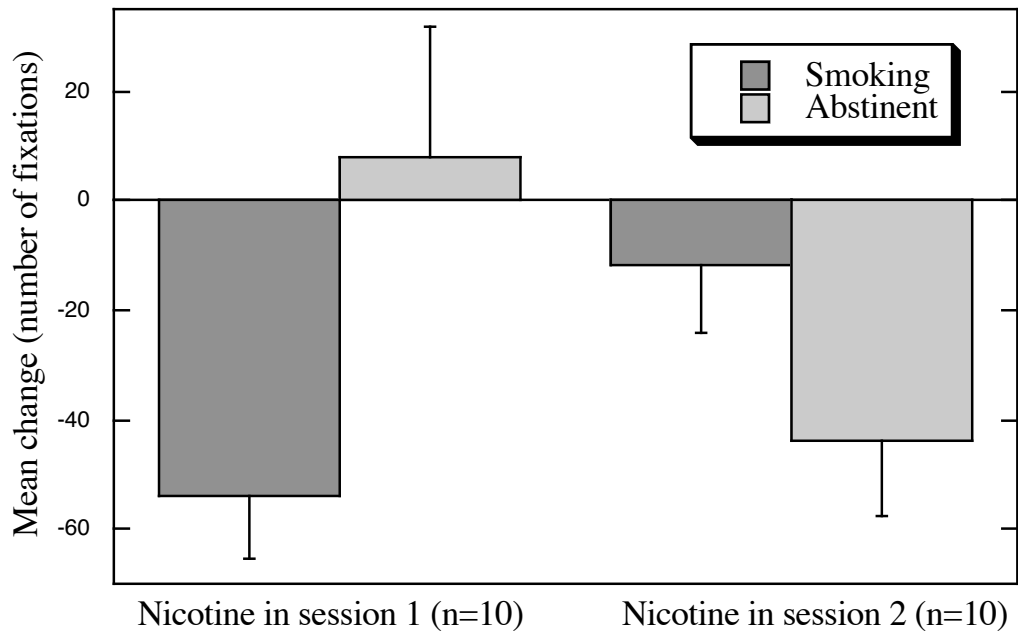 Mean change (number of fixations)
20
0
-20
-40
-60
Smoking
Abstinent
Nicotine in session 1 (n=10)
Nicotine in session 2 (n=10)